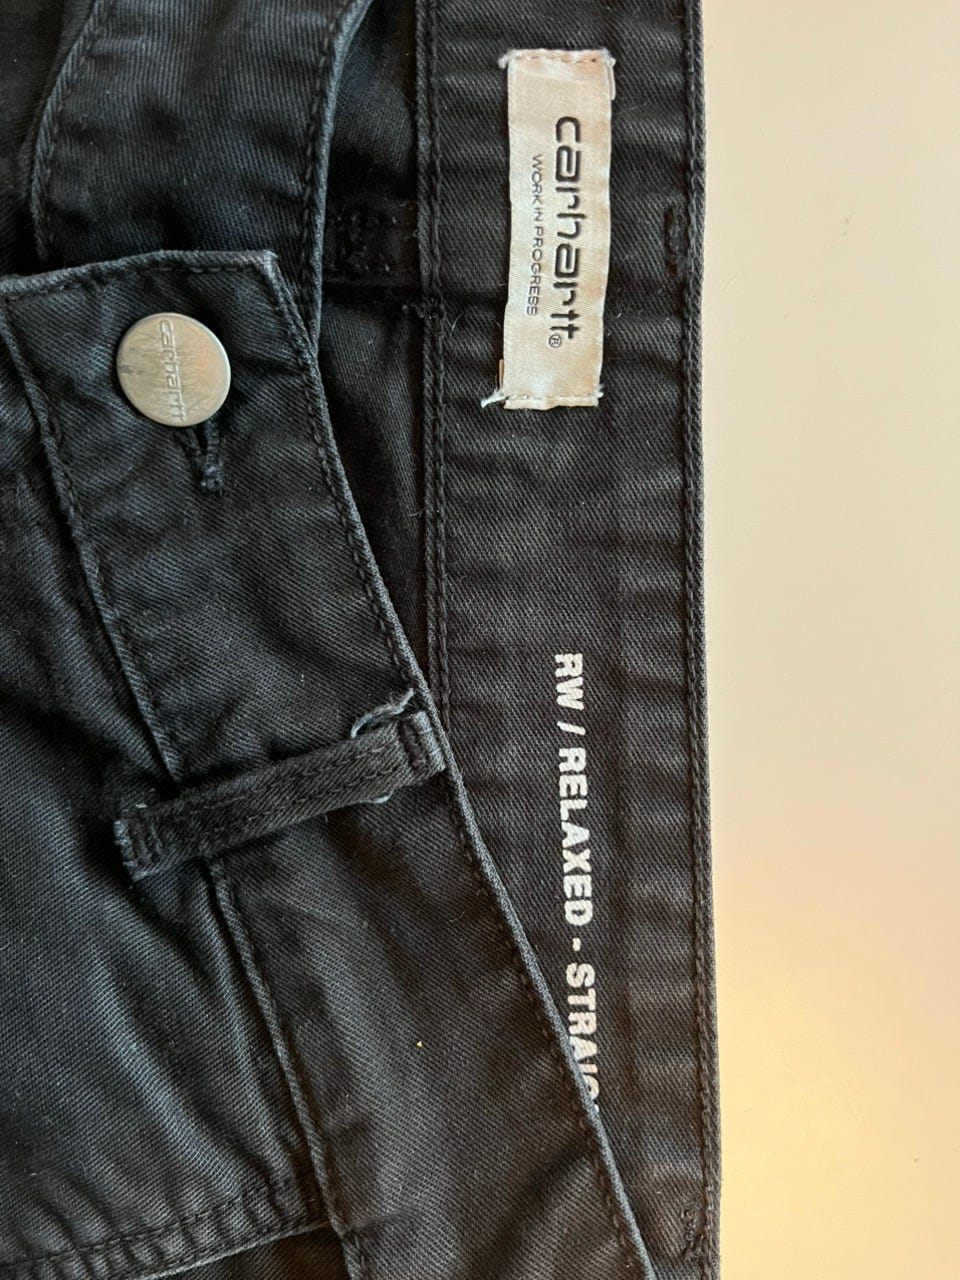 carhartt®
WORK IN PROGRESS
carhartt
RW / RELAXED - STRAIG